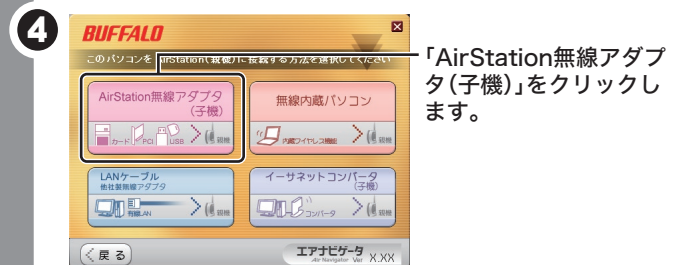 4
BUFFALO
このパソコンを AirStation(親機)に接続する方法を選択してください
「AirStation無線アダプ
タ(子機)」をクリックし
ます。
AirStation無線アダプタ
(子機)
カード PCI USB 親機
無線内蔵パソコン
内蔵ワイヤレス機能 親機
LANケーブル
他社製無線アダプタ
有線LAN 親機
イーサネットコンバータ
(子機)
コンバータ 親機
戻る
エアナビゲータ
Air Navigator Ver X.XX